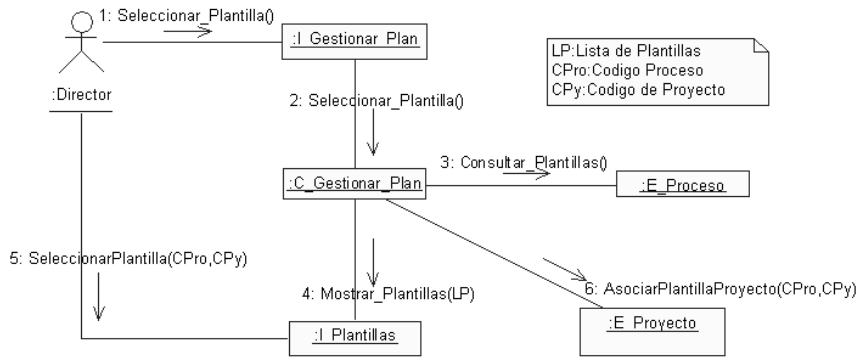 1: Seleccionar_Plantilla()
:I_Gestionar_Plan
LP:Lista de Plantillas
CPro:Codigo Proceso
CPy:Codigo de Proyecto
:Director
2: Seleccionar_Plantilla()
3: Consultar_Plantillas()
:C_Gestionar_Plan
:E_Proceso
5: SeleccionarPlantilla(CPro,CPy)
4: Mostrar_Plantillas(LP)
6: AsociarPlantillaProyecto(CPro,CPy)
:I_Plantillas
:E_Proyecto